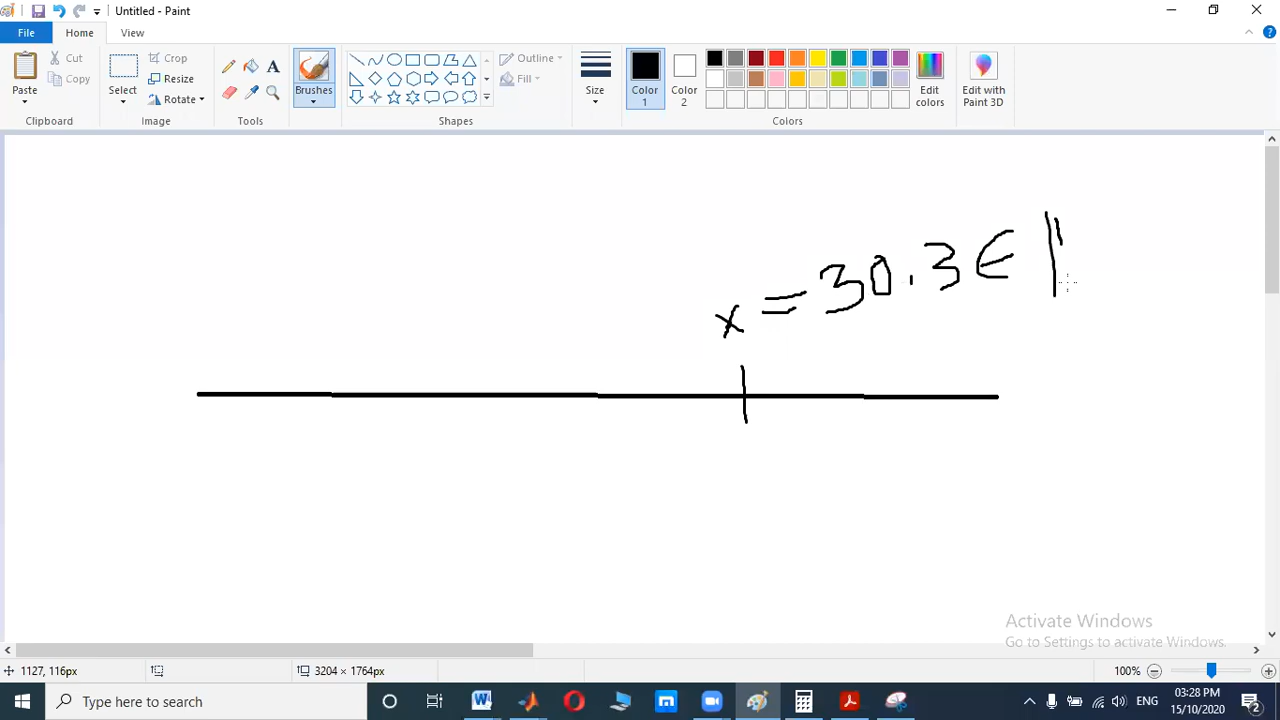 Untitled - Paint
File Home View
Paste Cut Copy
Select Crop Resize Rotate
Brushes
Outline Fill
Size
Color 1
Color 2
Edit colors
Edit with Paint 3D
Clipboard Image Tools Shapes Colors
x = 30.3 ∈
Activate Windows
Go to Settings to activate Windows.
1127, 116px 3204 × 1764px 100%
Type here to search
ENG
03:28 PM
15/10/2020
2